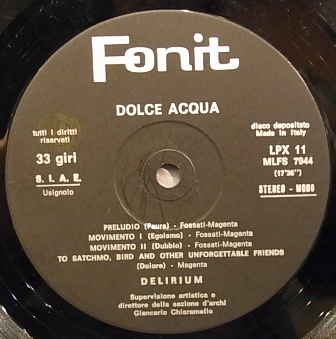 Fonit
DOLCE ACQUA
tutti i diritti
riservati
disco depositato
Made in Italy
33 giri
LPX 11
MLFS 7944
S. I. A. E.
(17'36")
Usignolo
STEREO - MONO
PRELUDIO (Paura) - Fossati-Magenta
MOVIMENTO I (Egoismo) - Fossati-Magenta
MOVIMENTO II (Dubbio) - Fossati-Magenta
TO SATCHMO, BIRD AND OTHER UNFORGETTABLE FRIENDS
(Dolore) - Magenta
DELIRIUM
Supervisione artistica e
direttore della sezione d'archi
Giancarlo Chiaramello